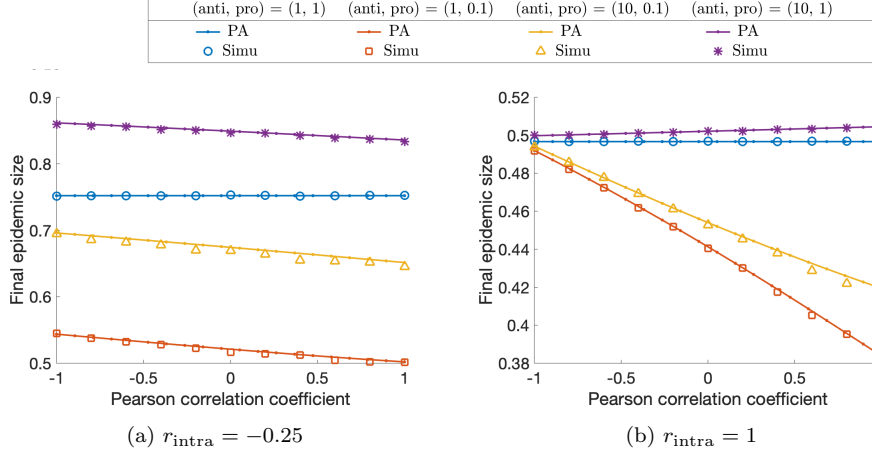 (anti, pro) = (1, 1) (anti, pro) = (1, 0.1) (anti, pro) = (10, 0.1) (anti, pro) = (10, 1)
PA PA PA PA
Simu Simu Simu Simu
Final epidemic size
0.9
0.8
0.7
0.6
0.5
-1 -0.5 0 0.5 1
Pearson correlation coefficient
(a) r_intra = −0.25
Final epidemic size
0.52
0.5
0.48
0.46
0.44
0.42
0.4
0.38
-1 -0.5 0 0.5
Pearson correlation coefficient
(b) r_intra = 1